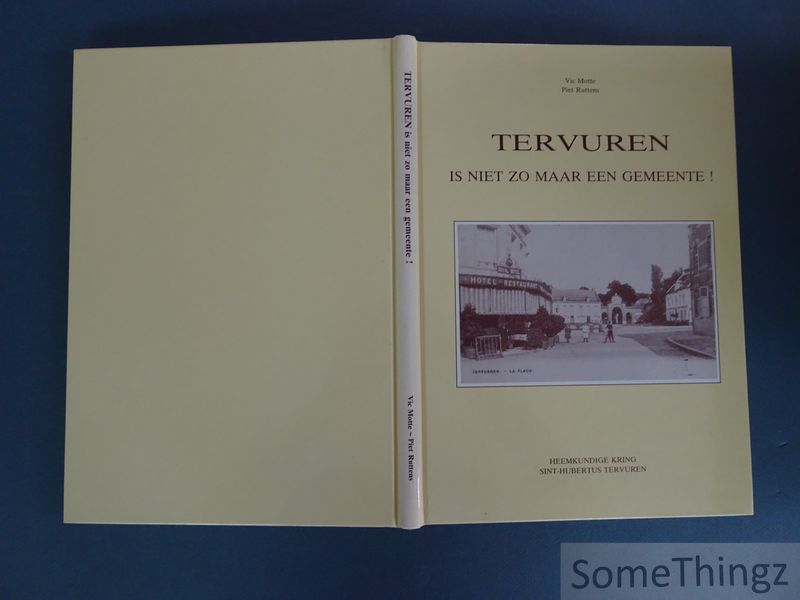 TERVUREN is niet zo maar een gemeente !
Vic Motte - Piet Ruttens
Vic Motte
Piet Ruttens
TERVUREN
IS NIET ZO MAAR EEN GEMEENTE !
HOTEL - RESTAURANT
TERVUEREN. - LA PLACE
HEEMKUNDIGE KRING
SINT-HUBERTUS TERVUREN
SomeThingz